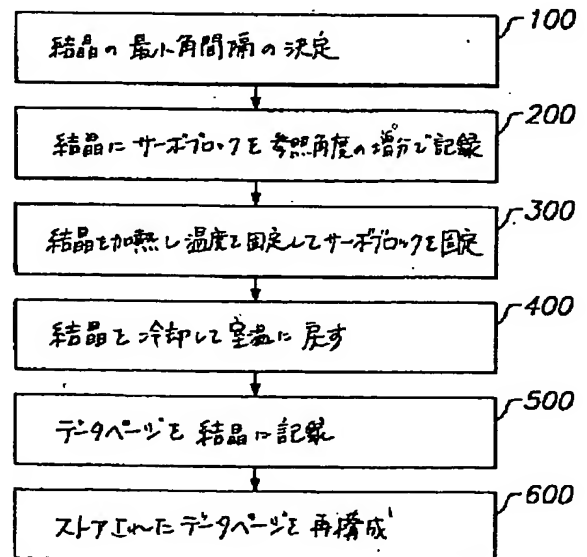 結晶の最小角間隔の決定
100
結晶にサーボブロックを参照角度の増分で記録
200
結晶を加熱し温度を固定してサーボブロックを固定
300
結晶を冷却して室温に戻す
400
データページを結晶に記録
500
ストアされたデータページを再構成
600